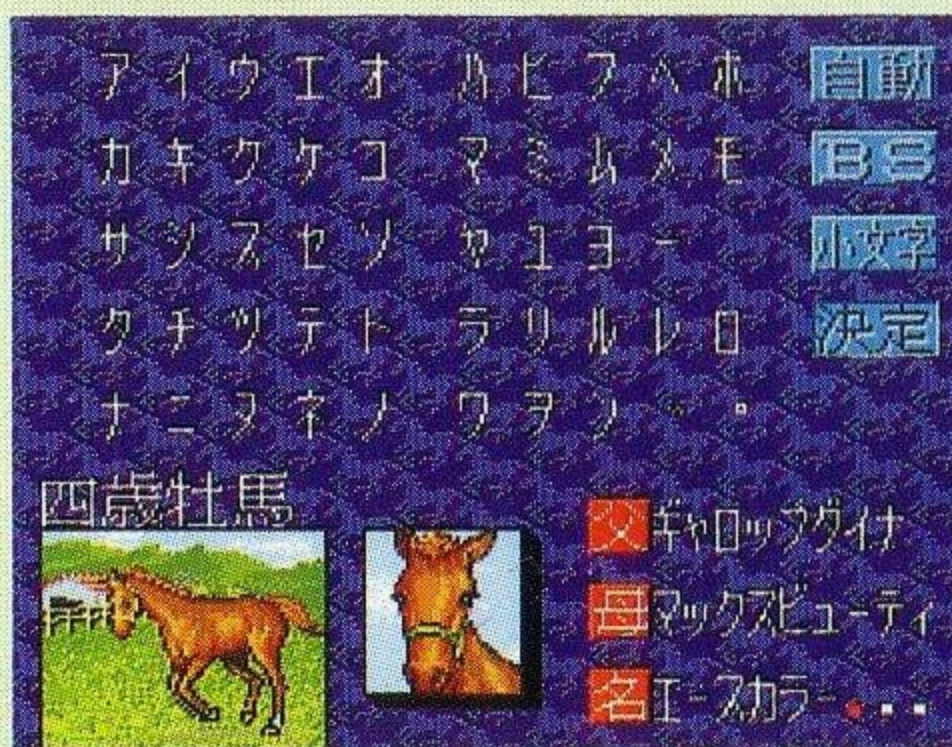 アイウエオ ハヒフヘホ 自動
カキクケコ マミムメモ BS
サシスセソ ヤユヨー 小文字
タチツテト ラリルレロ 決定
ナニヌネノ ワヲン゛゜
四歳牡馬
父ギャロップダイナ
母マックスビューティ
名エースカラー...